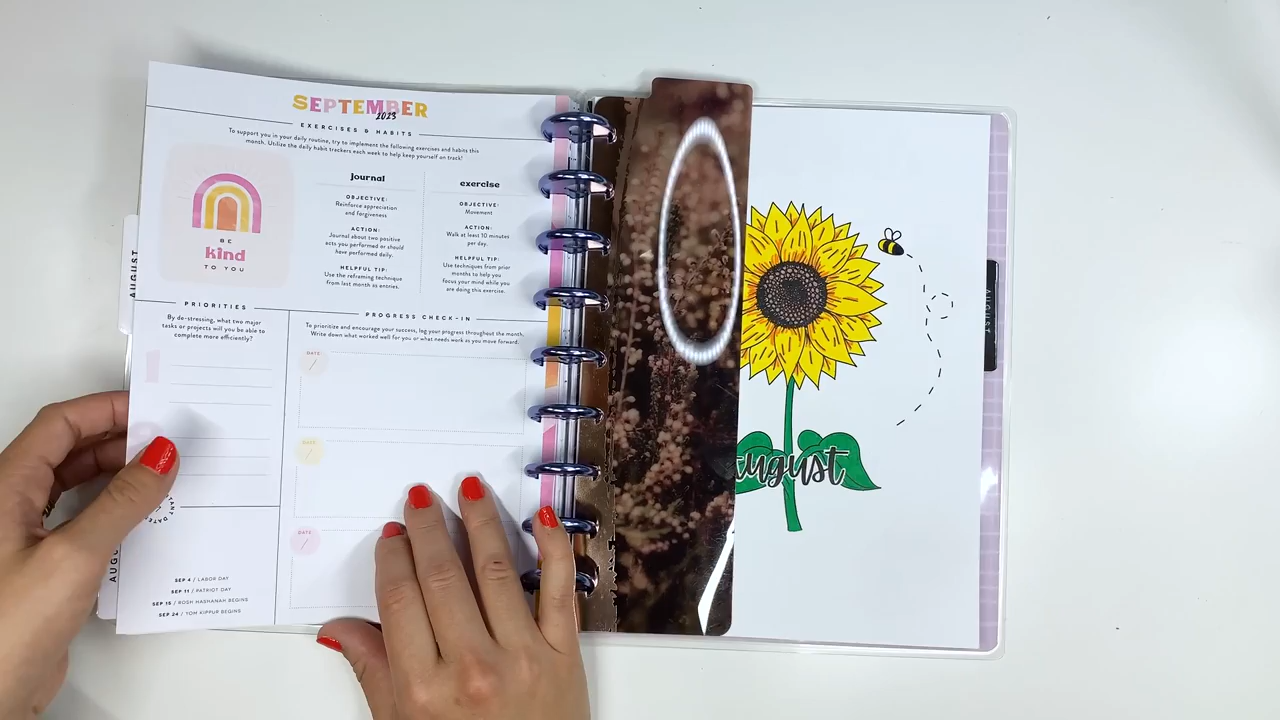 SEPTEMBER
2023
EXERCISES & HABITS
To support you in your daily routine, try to implement the following exercises and habits this
month. Utilize the daily habit trackers each week to help keep yourself on track!
BE
kind
TO YOU
journal
OBJECTIVE:
Reinforce appreciation
and forgiveness
ACTION:
Journal about two positive
acts you performed or should
have performed daily.
HELPFUL TIP:
Use the reframing technique
from last month as entries.
exercise
OBJECTIVE:
Movement
ACTION:
Walk at least 10 minutes
per day.
HELPFUL TIP:
Use techniques from prior
months to help you
focus your mind while you
are doing this exercise.
PRIORITIES
By de-stressing, what two major
tasks or projects will you be able to
complete more efficiently?
PROGRESS CHECK-IN
To prioritize and encourage your success, log your progress throughout the month.
Write down what worked well for you or what needs work as you move forward.
DATE
/
DATE
/
DATE
/
SEP 4 / LABOR DAY
SEP 11 / PATRIOT DAY
SEP 15 / ROSH HASHANAH BEGINS
SEP 24 / YOM KIPPUR BEGINS
AUGUST
august
AUGUST